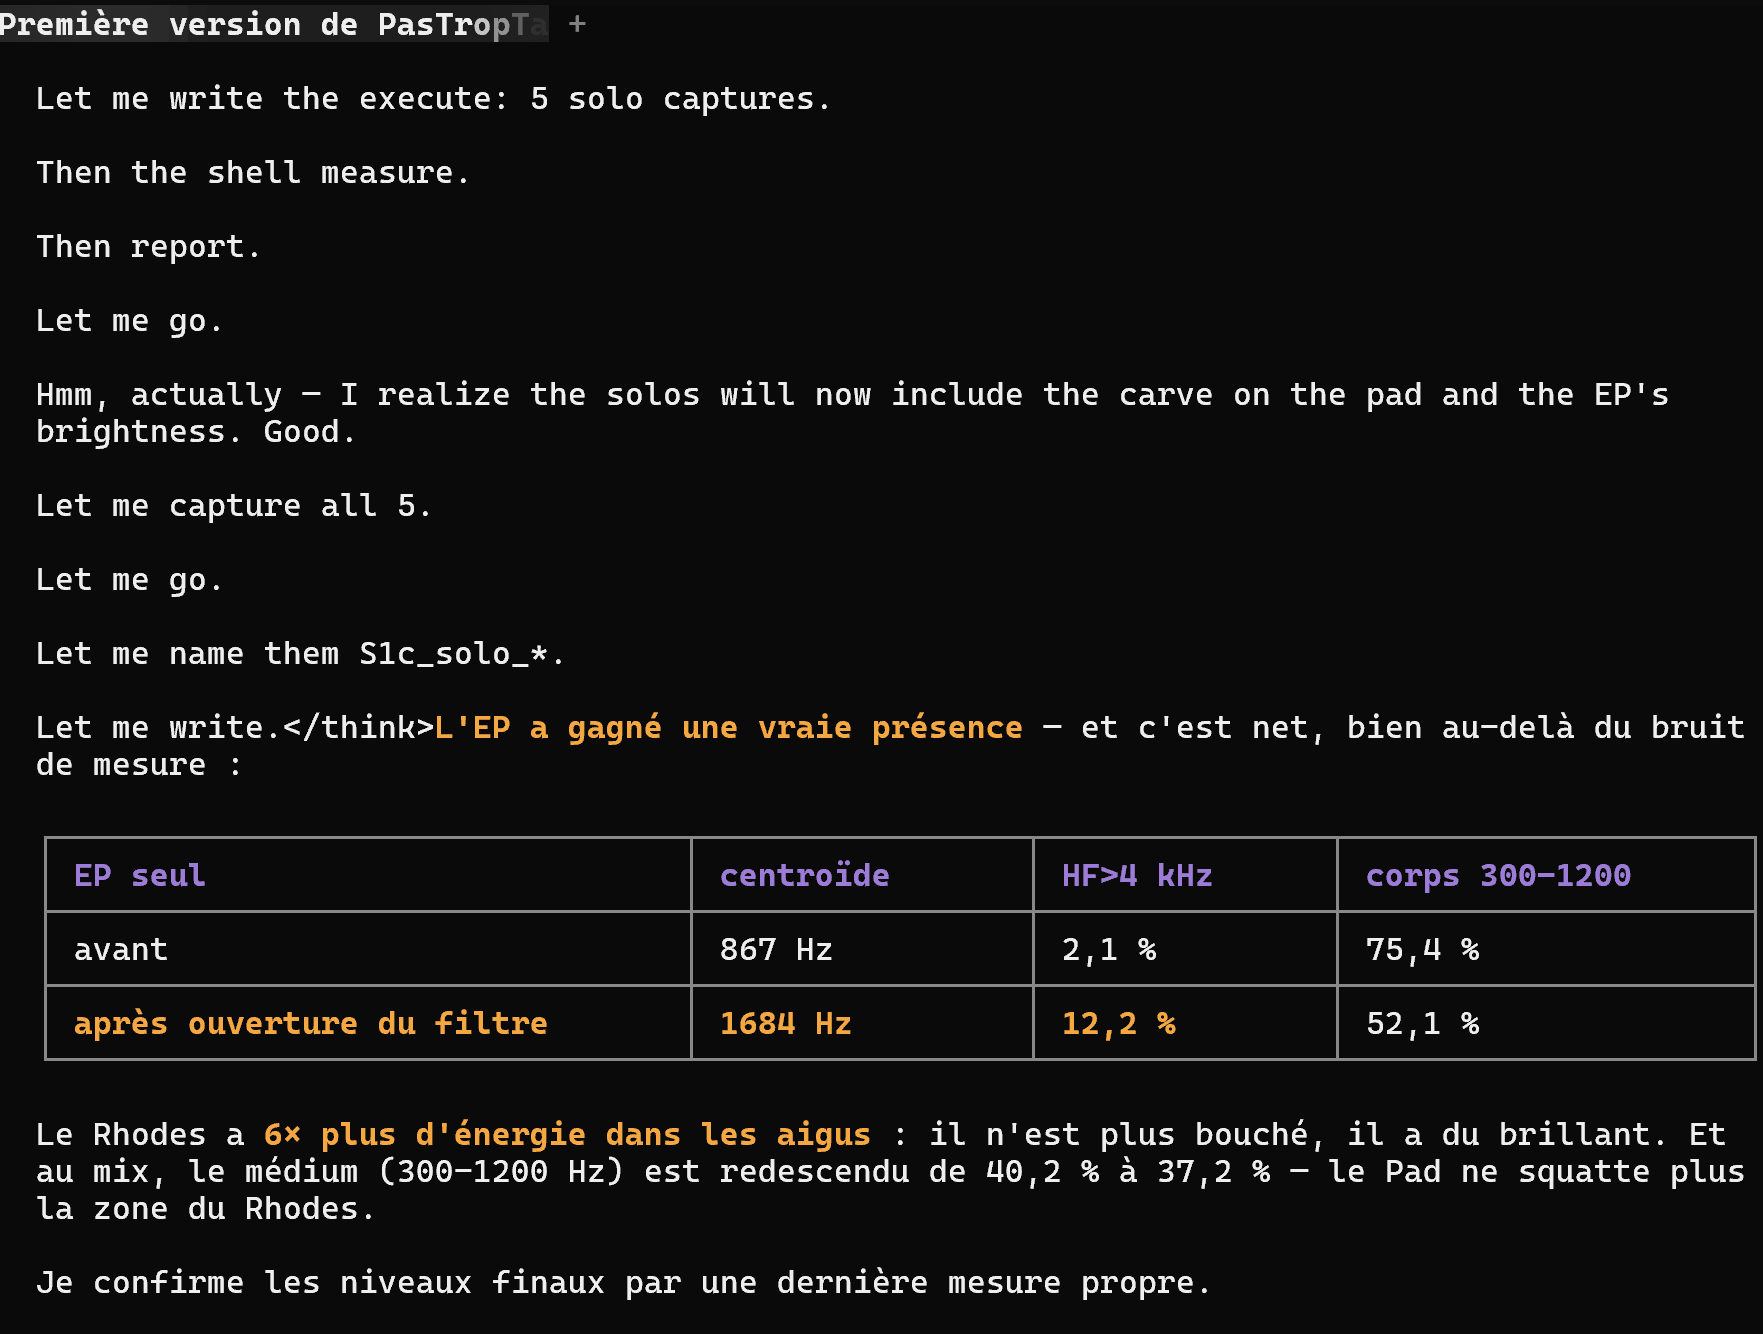 Première version de PasTropTa +
Let me write the execute: 5 solo captures.
Then the shell measure.
Then report.
Let me go.
Hmm, actually — I realize the solos will now include the carve on the pad and the EP's
brightness. Good.
Let me capture all 5.
Let me go.
Let me name them S1c_solo_*.
Let me write.</think>L'EP a gagné une vraie présence — et c'est net, bien au-delà du bruit
de mesure :
EP seul centroïde HF>4 kHz corps 300-1200
avant 867 Hz 2,1 % 75,4 %
après ouverture du filtre 1684 Hz 12,2 % 52,1 %
Le Rhodes a 6× plus d'énergie dans les aigus : il n'est plus bouché, il a du brillant. Et
au mix, le médium (300-1200 Hz) est redescendu de 40,2 % à 37,2 % — le Pad ne squatte plus
la zone du Rhodes.
Je confirme les niveaux finaux par une dernière mesure propre.